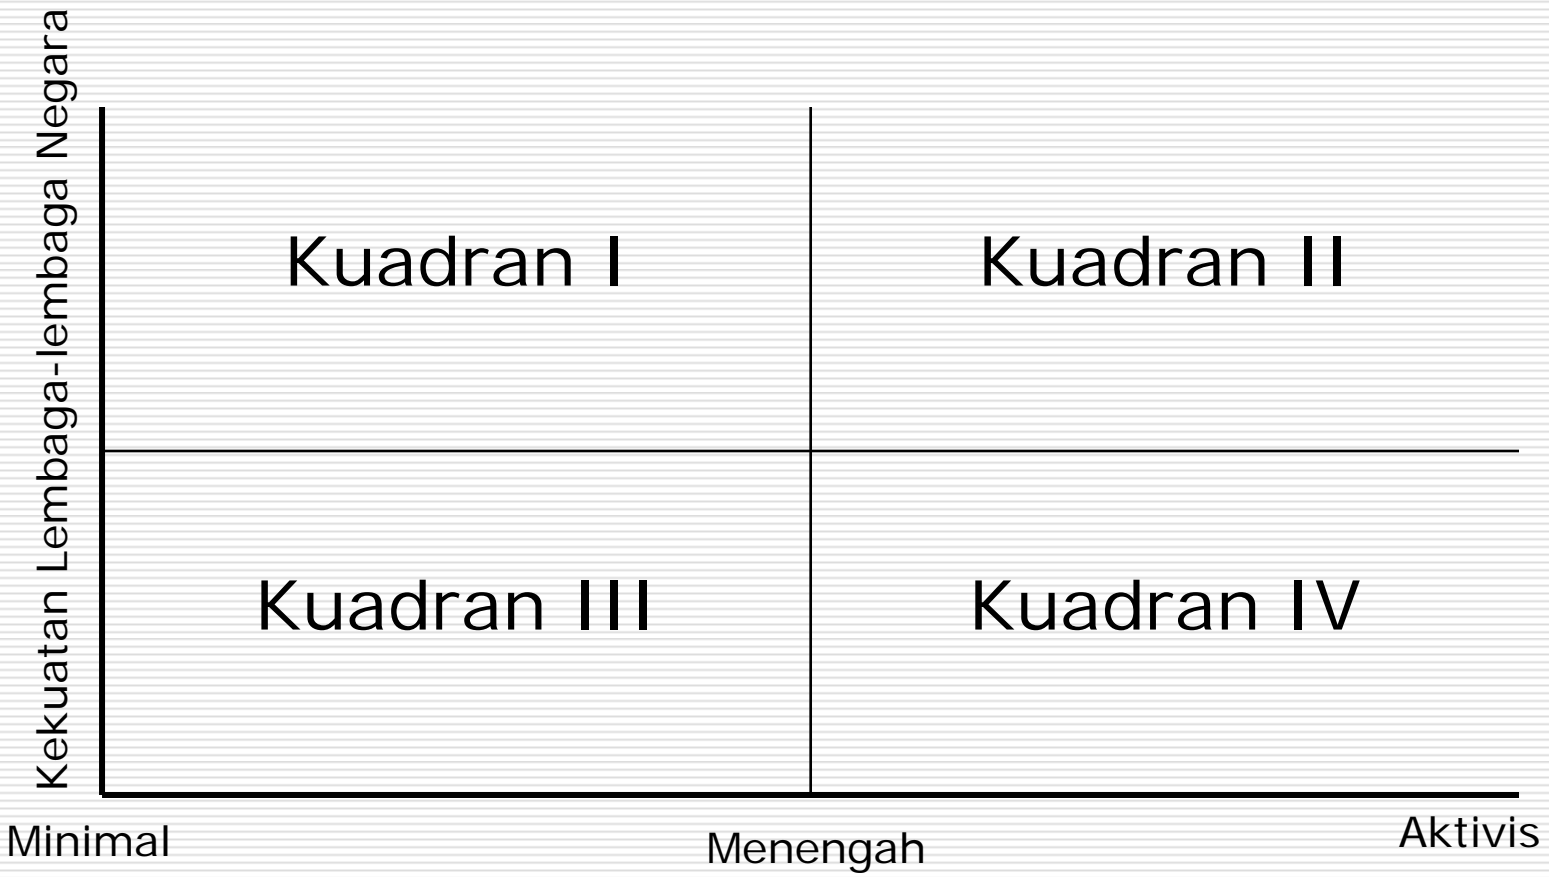 Kekuatan Lembaga-lembaga Negara
Kuadran I
Kuadran II
Kuadran III
Kuadran IV
Minimal
Menengah
Aktivis